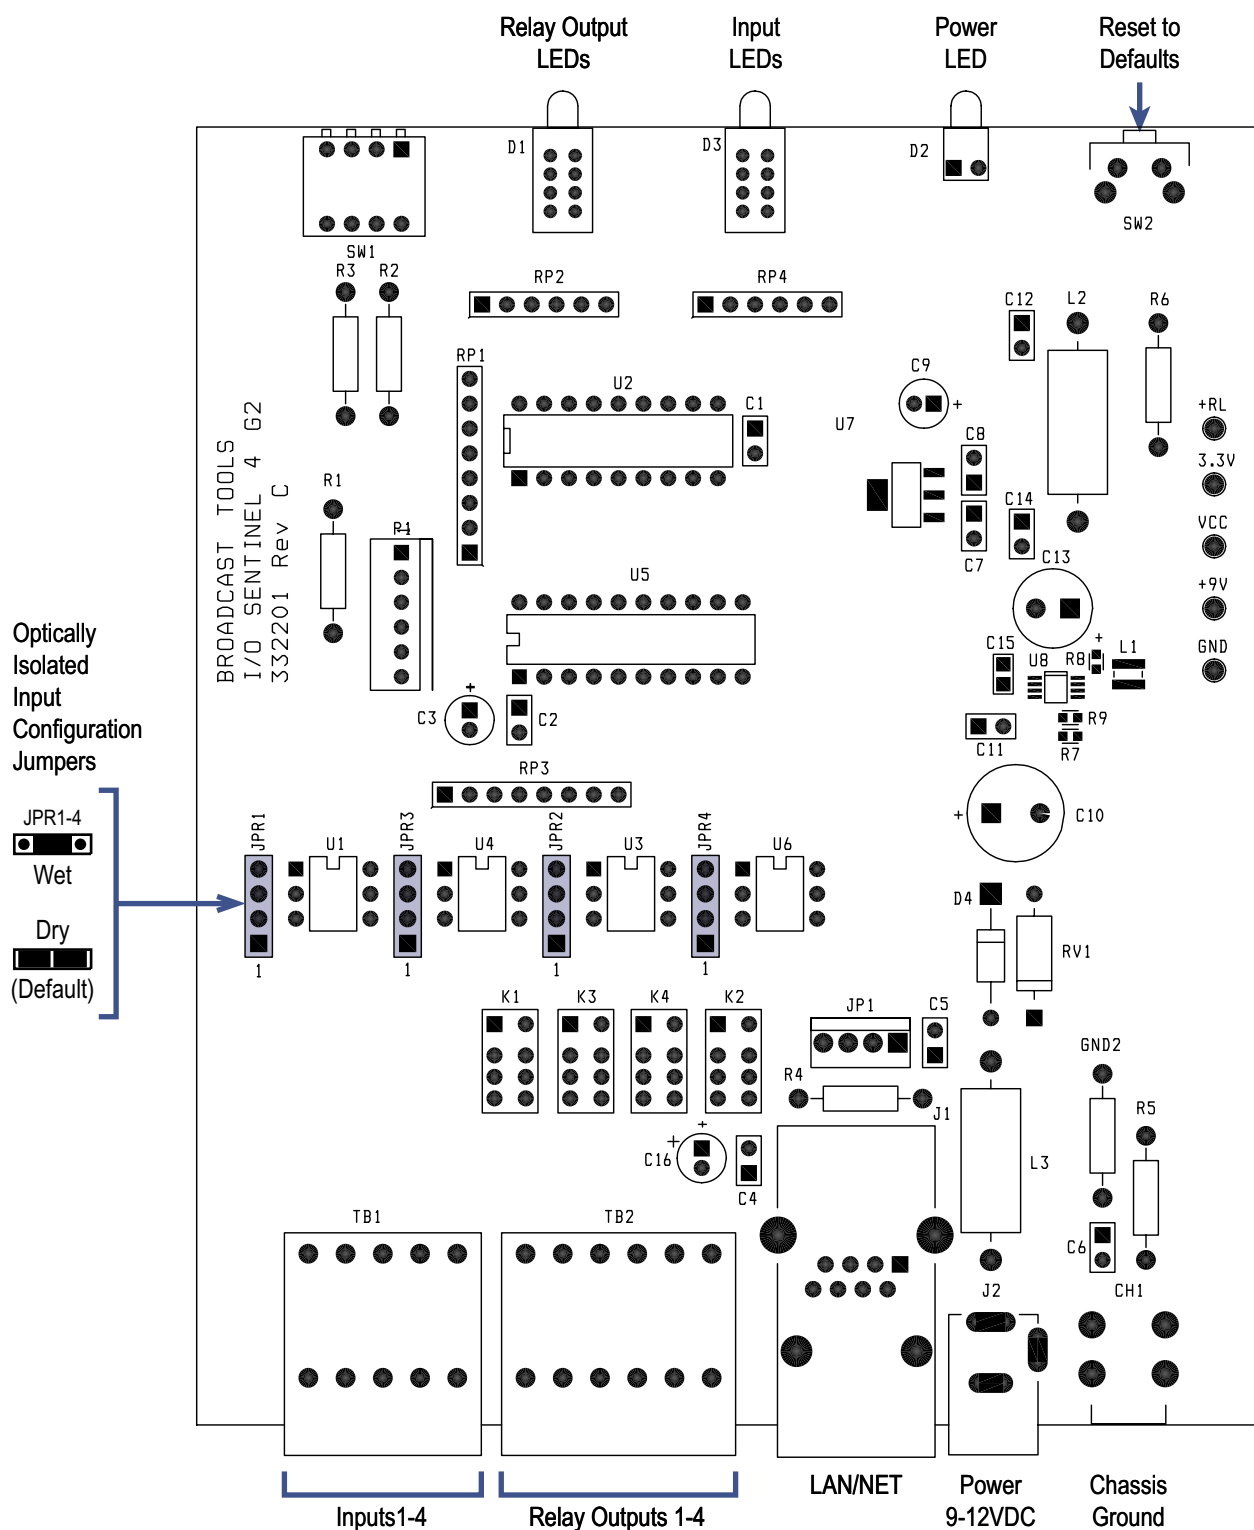 Relay Output
LEDs
Input
LEDs
Power
LED
Reset to
Defaults
D1
D3
D2
SW1
SW2
R3
R2
RP2
RP4
C12
L2
R6
RP1
U2
C1
C9
+
U7
C8
+RL
3.3V
BROADCAST TOOLS
I/O SENTINEL 4 G2
332201 Rev C
R1
P1
C14
VCC
C7
U5
C13
+9V
Optically
Isolated
Input
Configuration
Jumpers
C15
U8
R8
+
L1
GND
+
C3
C2
C11
R9
R7
RP3
+
C10
JPR1-4
Wet
Dry
(Default)
JPR1
U1
JPR3
U4
JPR2
U3
JPR4
U6
D4
RV1
1
1
1
1
K1
K3
K4
K2
JP1
C5
GND2
R4
J1
R5
+
+
C16
C4
L3
TB1
TB2
C6
J2
CH1
Inputs1-4
Relay Outputs 1-4
LAN/NET
Power
9-12VDC
Chassis
Ground